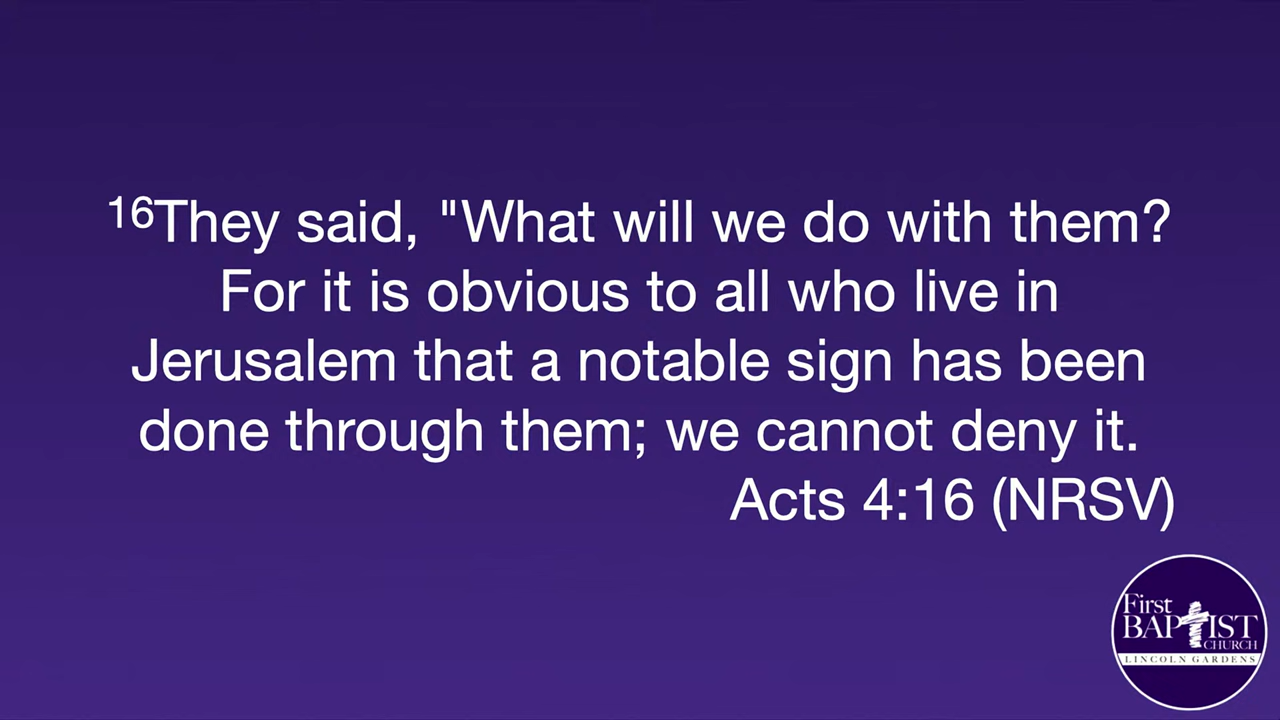 16They said, "What will we do with them?
For it is obvious to all who live in
Jerusalem that a notable sign has been
done through them; we cannot deny it.
Acts 4:16 (NRSV)
First
BAPTIST
CHURCH
LINCOLN GARDENS